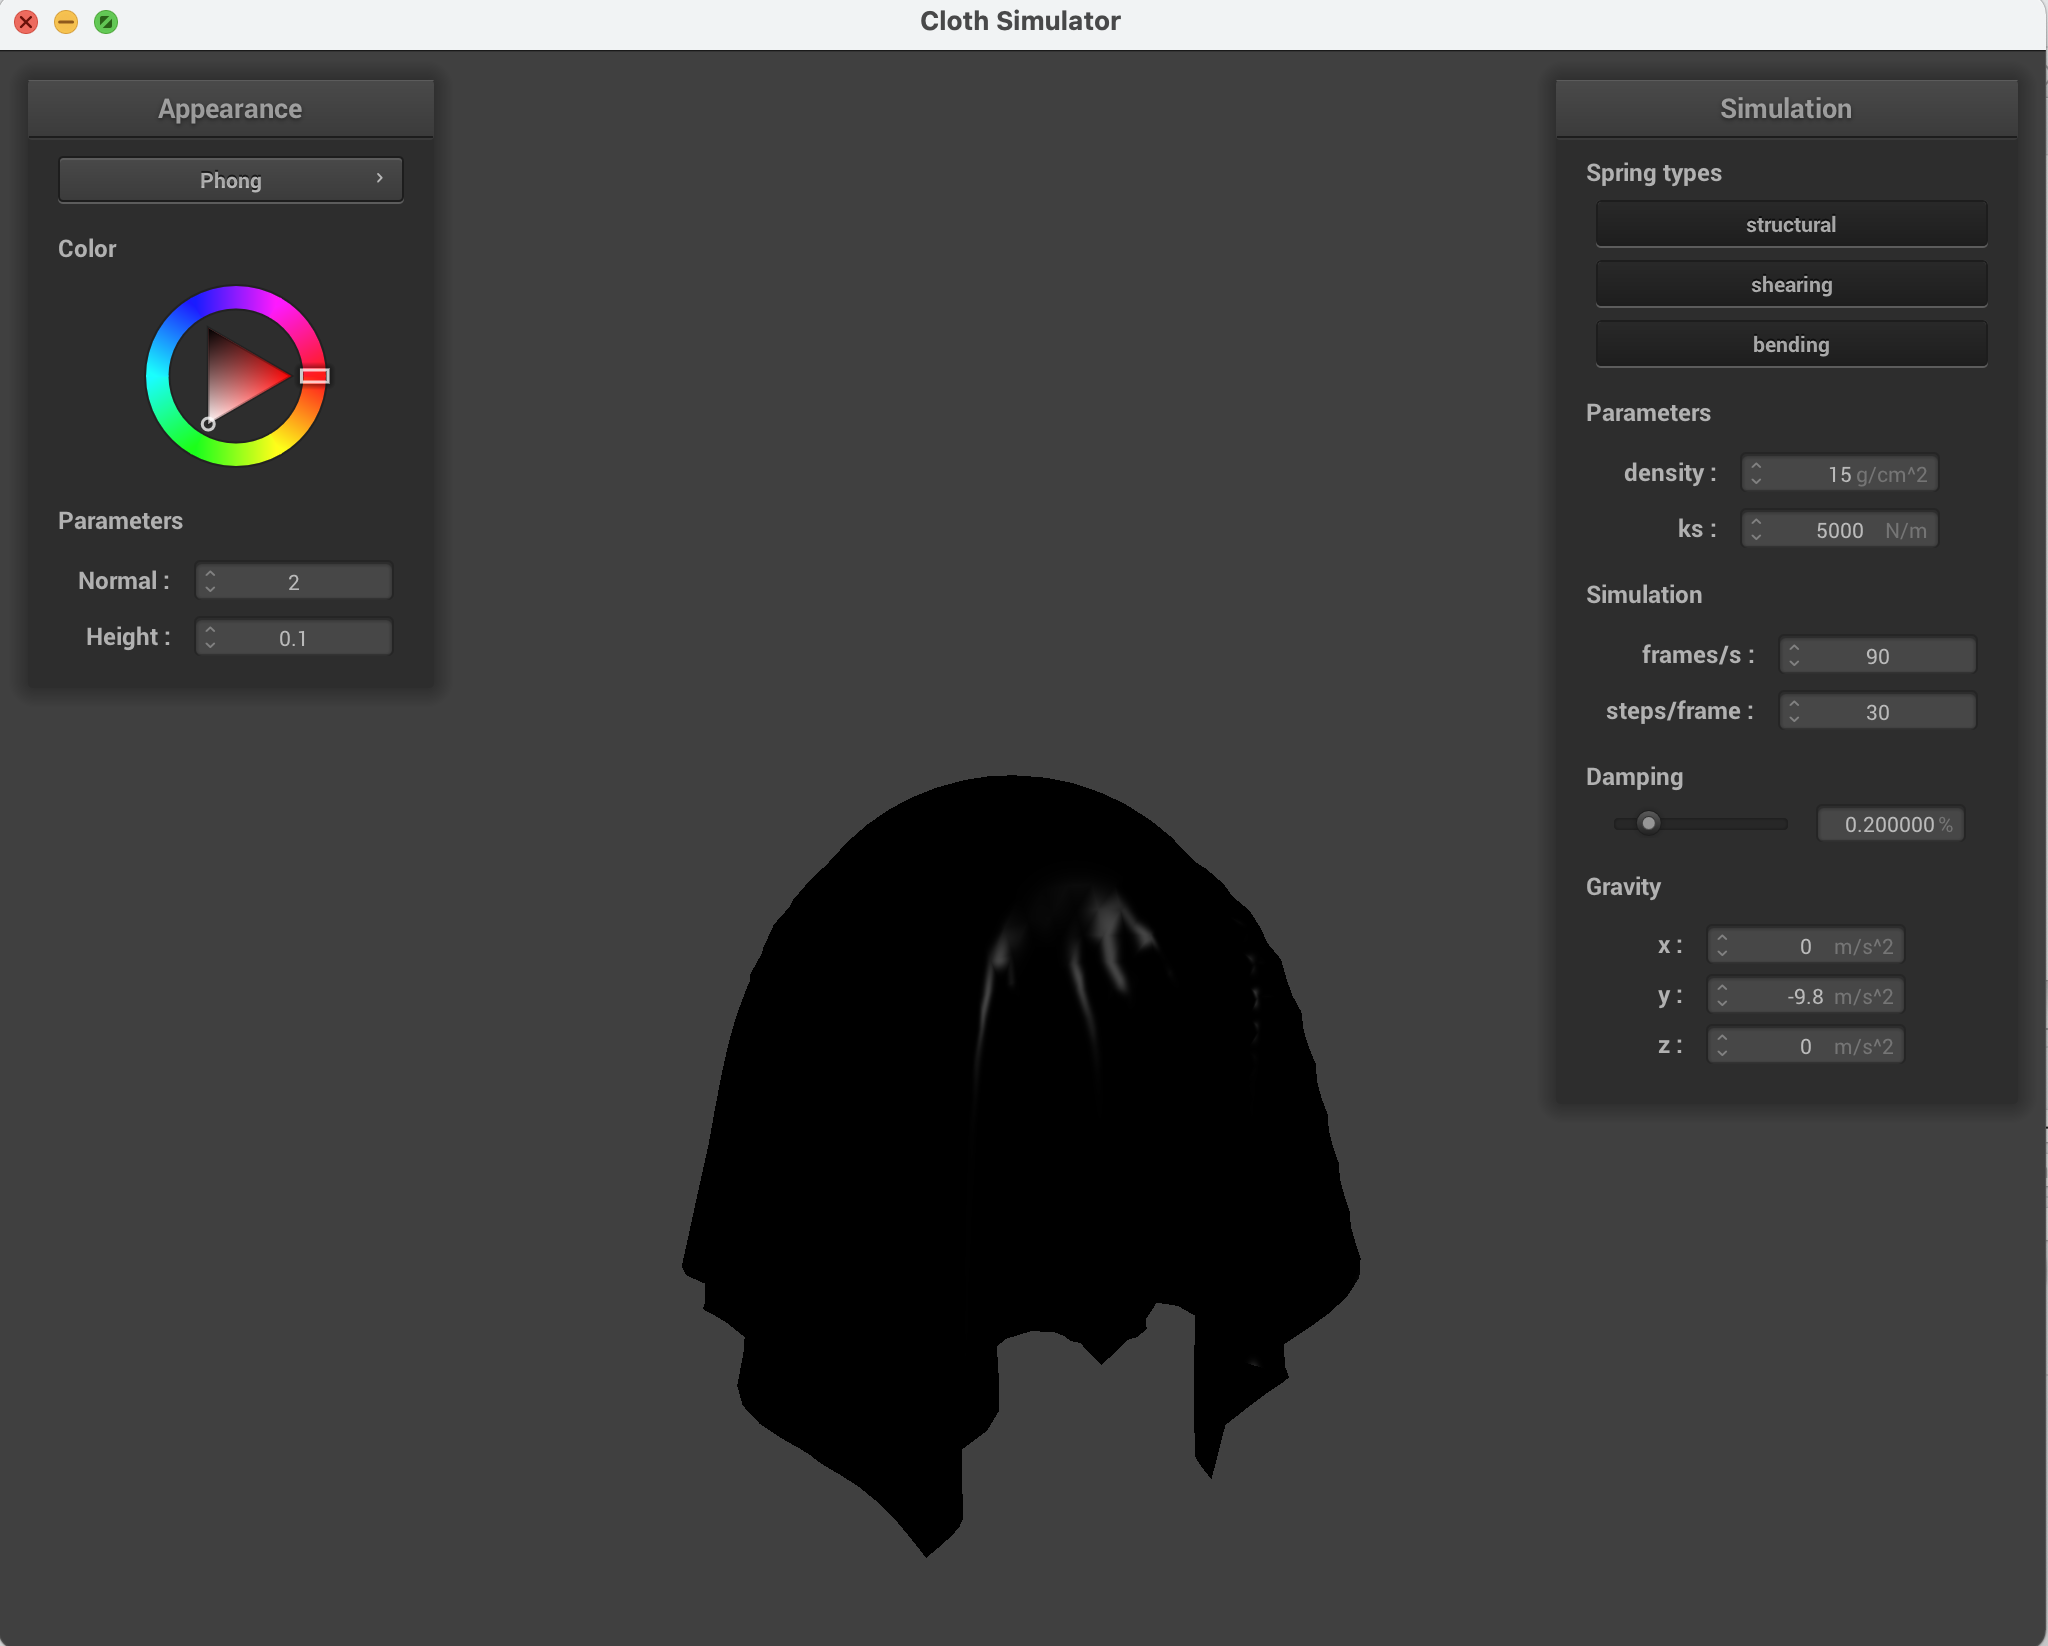 Cloth Simulator
Appearance
Phong
Color
Parameters
Normal : 2
Height : 0.1
Simulation
Spring types
structural
shearing
bending
Parameters
density : 15 g/cm^2
ks : 5000 N/m
Simulation
frames/s : 90
steps/frame : 30
Damping
0.200000 %
Gravity
x : 0 m/s^2
y : -9.8 m/s^2
z : 0 m/s^2